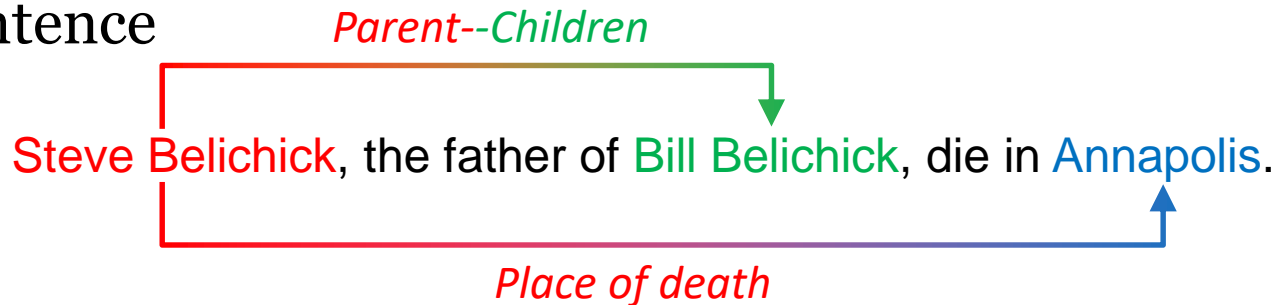 ntence
Parent--Children
Steve Belichick, the father of Bill Belichick, die in Annapolis.
Place of death